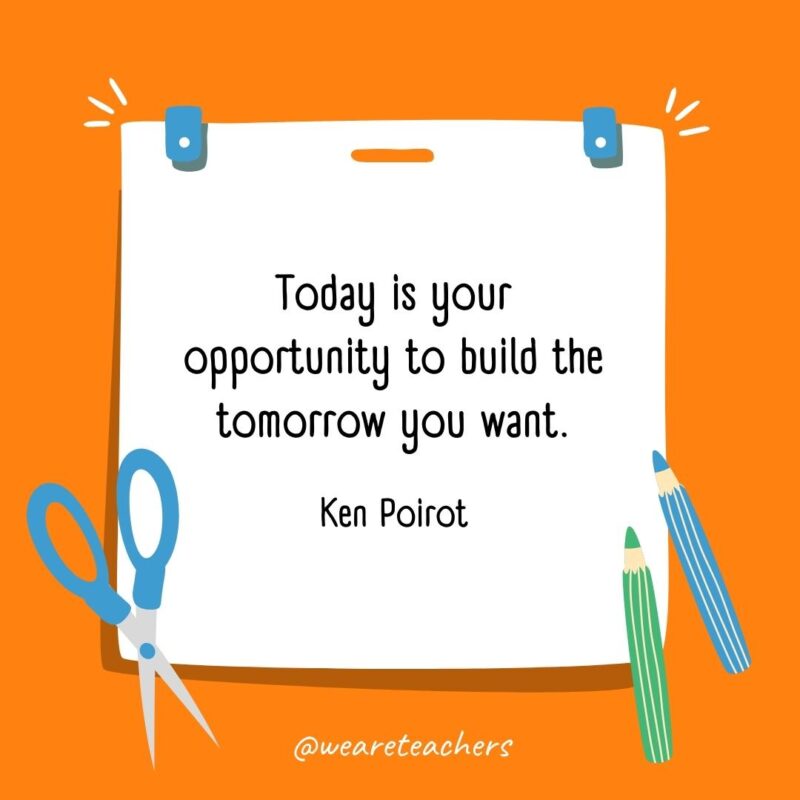 Today is your
opportunity to build the
tomorrow you want.
Ken Poirot
@weareteachers